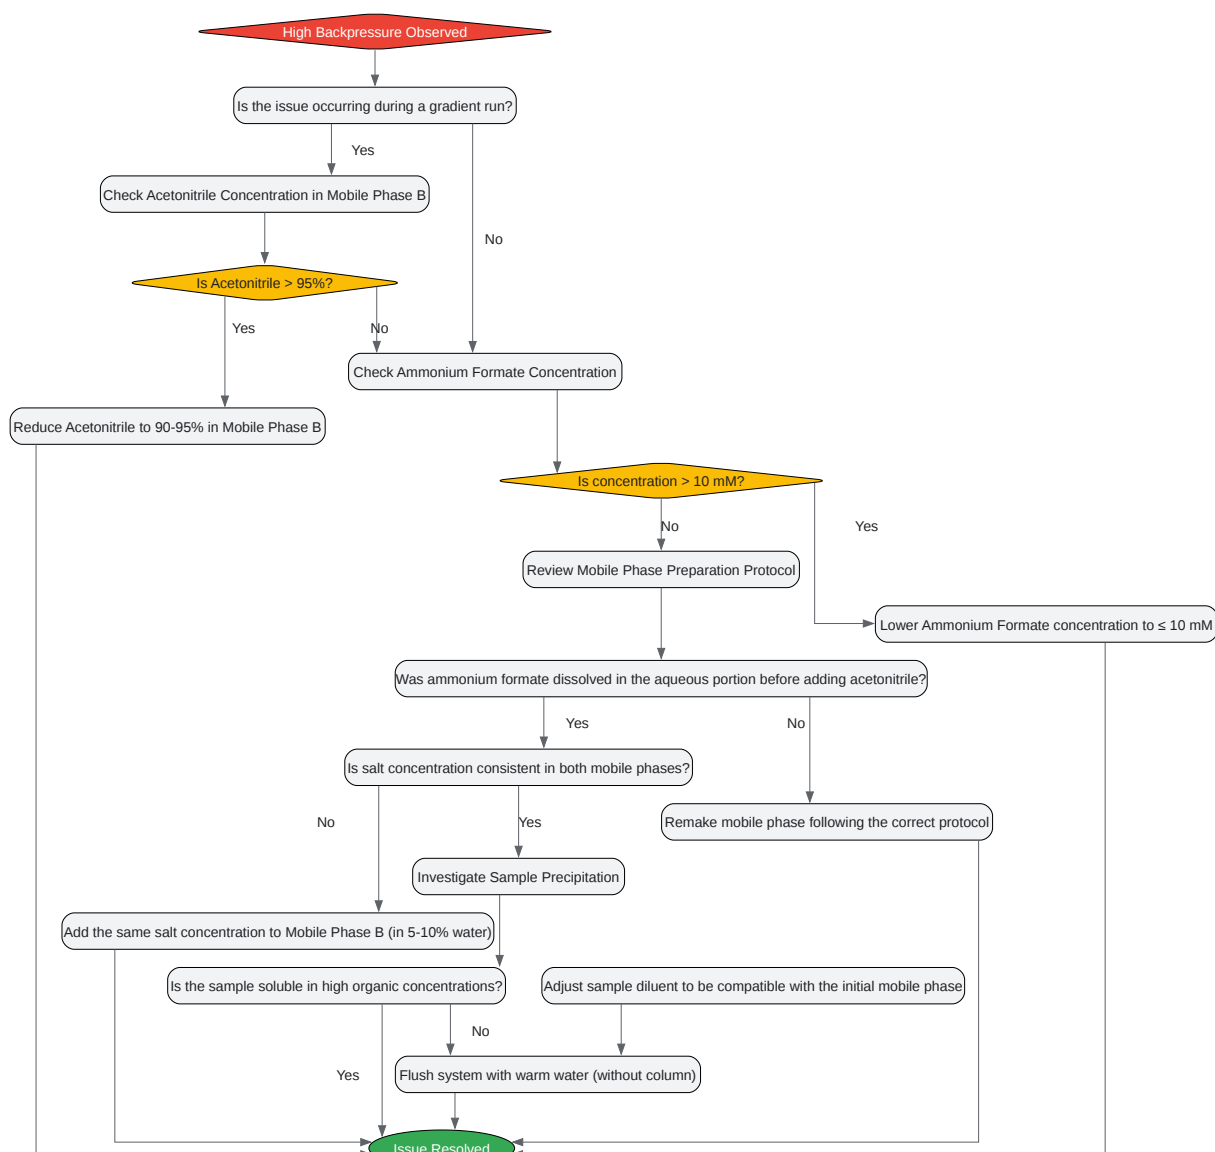 High Backpressure Observed
Is the issue occurring during a gradient run?
Yes
Check Acetonitrile Concentration in Mobile Phase B
No
Is Acetonitrile > 95%?
Yes
No
Check Ammonium Formate Concentration
Reduce Acetonitrile to 90-95% in Mobile Phase B
Is concentration > 10 mM?
No
Yes
Review Mobile Phase Preparation Protocol
Lower Ammonium Formate concentration to ≤ 10 mM
Was ammonium formate dissolved in the aqueous portion before adding acetonitrile?
Yes
No
Is salt concentration consistent in both mobile phases?
No
Yes
Remake mobile phase following the correct protocol
Investigate Sample Precipitation
Add the same salt concentration to Mobile Phase B (in 5-10% water)
Is the sample soluble in high organic concentrations?
Adjust sample diluent to be compatible with the initial mobile phase
No
Yes
Flush system with warm water (without column)
Issue Resolved